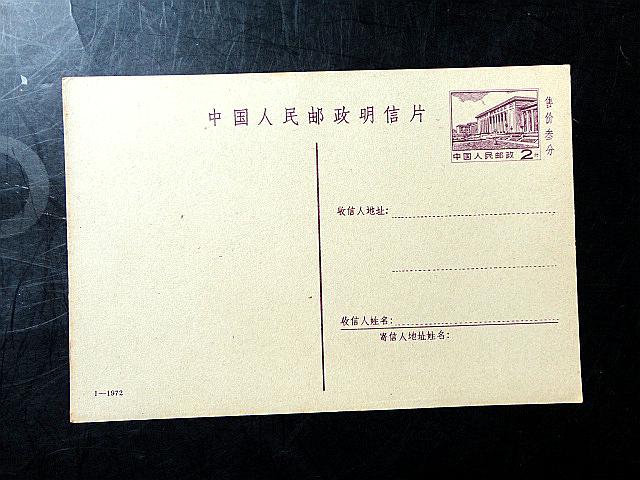 中国人民邮政明信片
中国人民邮政 2分
售价叁分
收信人地址:
收信人姓名:
寄信人地址姓名:
1—1972